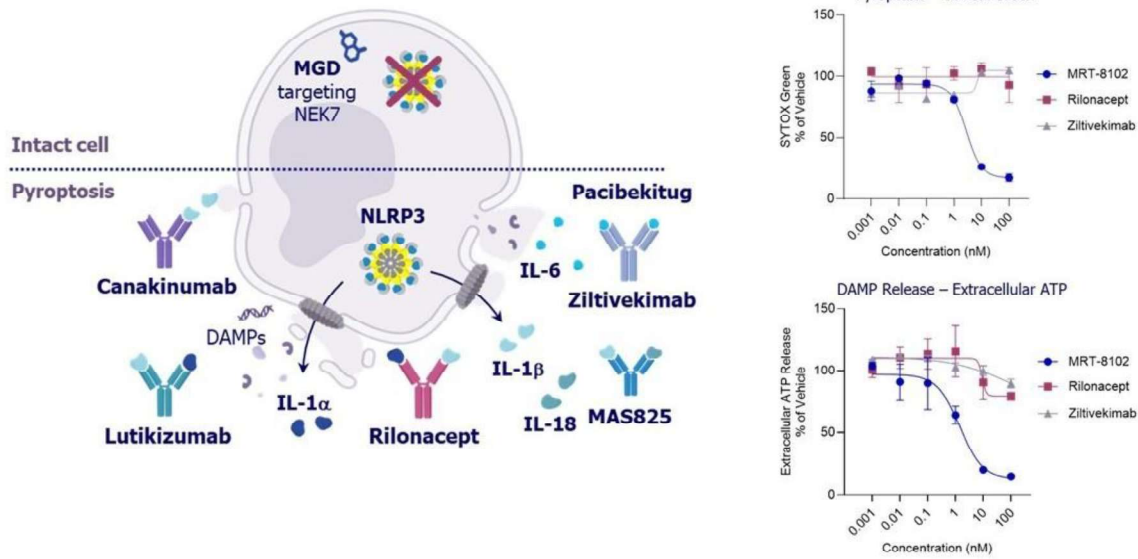 MGD
targeting
NEK7
Intact cell
Pyroptosis
Pacibekitug
NLRP3
Canakinumab
IL-6
Ziltivekimab
DAMPs
IL-1β
IL-1α
Lutikizumab
Rilonacept
IL-18
MAS825
150
100
50
0
SYTOX Green
% of Vehicle
0.001
0.01
0.1
1
10
100
Concentration (nM)
MRT-8102
Rilonacept
Ziltivekimab
DAMP Release – Extracellular ATP
150
100
50
0
Extracellular ATP Release
% of Vehicle
0.001
0.01
0.1
1
10
100
Concentration (nM)
MRT-8102
Rilonacept
Ziltivekimab